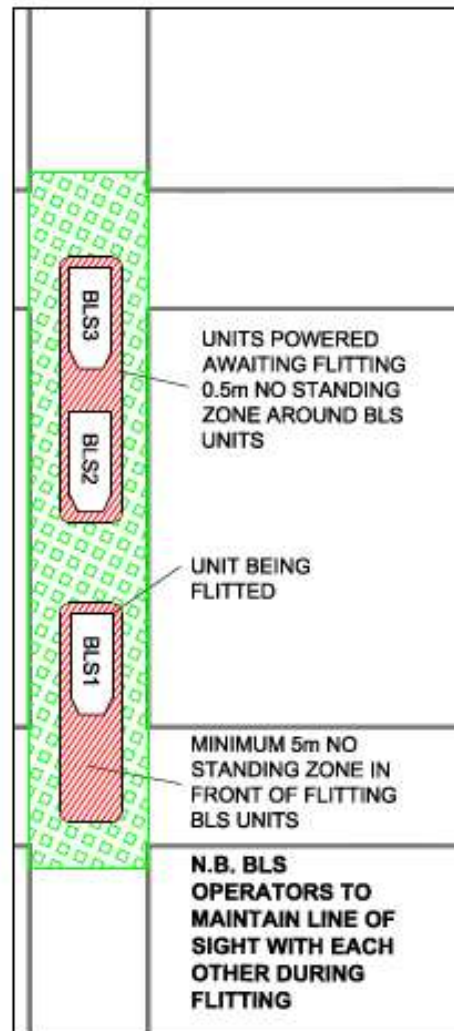 BLS3
UNITS POWERED
AWAITING FLITTING
0.5m NO STANDING
ZONE AROUND BLS
UNITS
BLS2
UNIT BEING
FLITTED
BLS1
MINIMUM 5m NO
STANDING ZONE IN
FRONT OF FLITTING
BLS UNITS
N.B. BLS
OPERATORS TO
MAINTAIN LINE OF
SIGHT WITH EACH
OTHER DURING
FLITTING